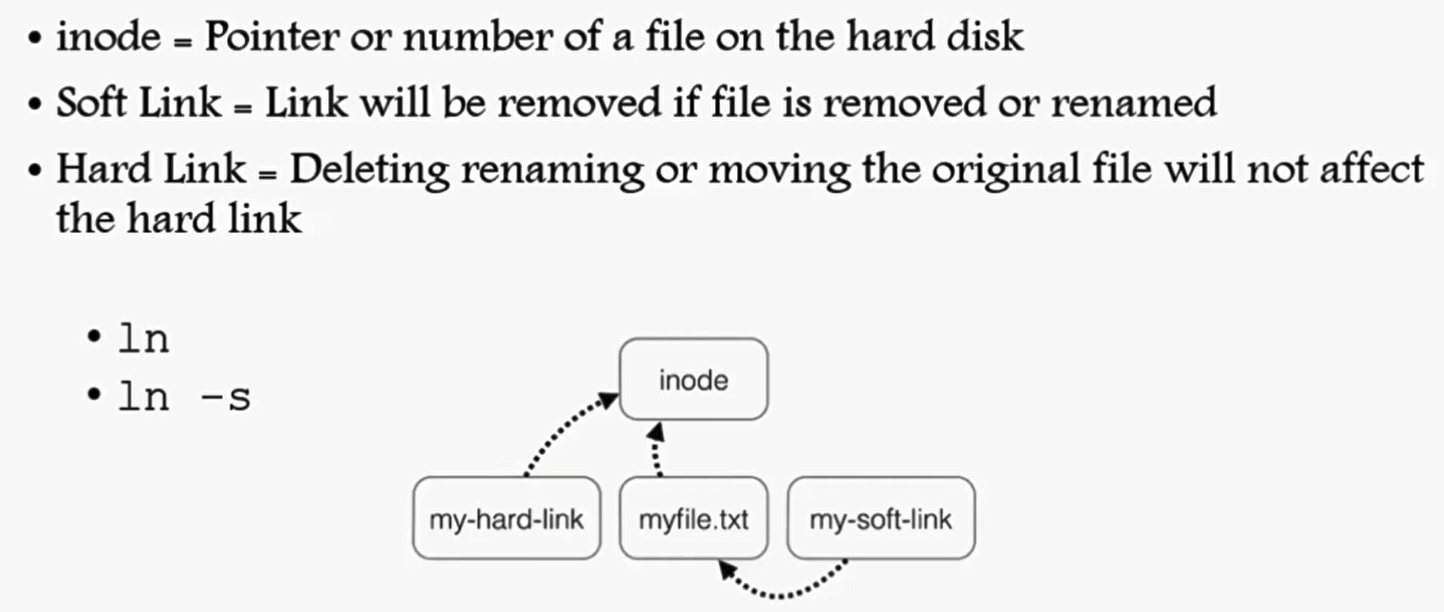 • inode = Pointer or number of a file on the hard disk
• Soft Link = Link will be removed if file is removed or renamed
• Hard Link = Deleting renaming or moving the original file will not affect
the hard link
• ln
• ln -s
inode
my-hard-link
myfile.txt
my-soft-link